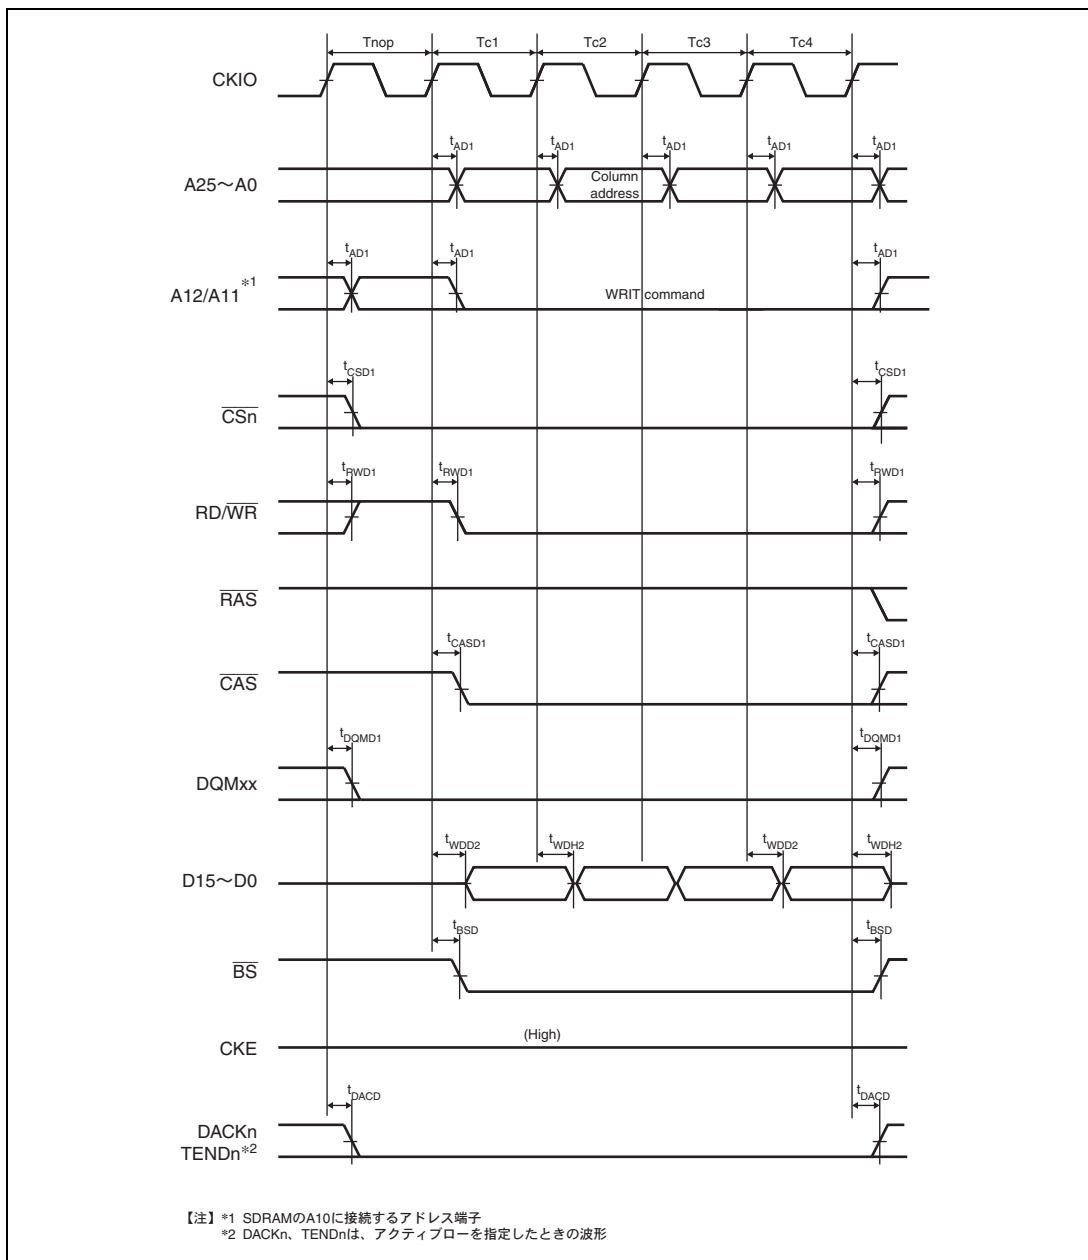 Tnop Tc1 Tc2 Tc3 Tc4
CKIO
tAD1 tAD1 tAD1 tAD1 tAD1
A25～A0
Column
address
tAD1 tAD1 tAD1
A12/A11*1
WRIT command
tCSD1 tCSD1
CSn
tRWD1 tRWD1 tRWD1
RD/WR
RAS
tCASD1 tCASD1
CAS
tDQMD1 tDQMD1
DQMxx
tWDD2 tWDH2 tWDD2 tWDH2
D15～D0
tBSD tBSD
BS
(High)
CKE
tDACD tDACD
DACKn
TENDn*2
【注】*1 SDRAMのA10に接続するアドレス端子
*2 DACKn、TENDnは、アクティブローを指定したときの波形